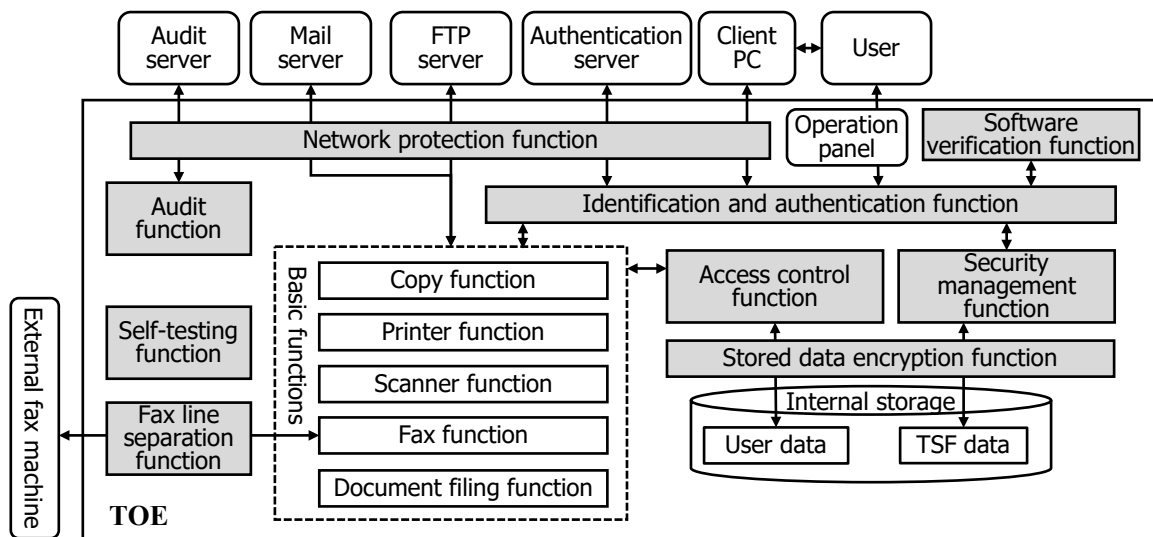 Audit
server
Mail
server
FTP
server
Authentication
server
Client
PC
User
Network protection function
Operation
panel
Software
verification function
Audit
function
Identification and authentication function
Basic functions
Copy function
Printer function
Scanner function
Fax function
Document filing function
Access control
function
Security
management
function
Self-testing
function
Stored data encryption function
Internal storage
User data
TSF data
External fax machine
Fax line
separation
function
TOE